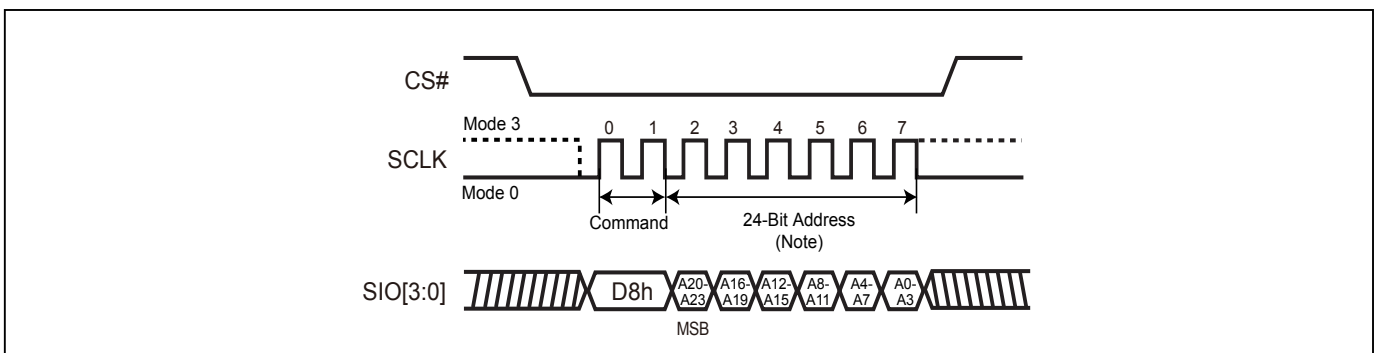 CS#
Mode 3
0 1 2 3 4 5 6 7
SCLK
Mode 0
Command
24-Bit Address
(Note)
SIO[3:0]
D8h
A20-
A23
A16-
A19
A12-
A15
A8-
A11
A4-
A7
A0-
A3
MSB